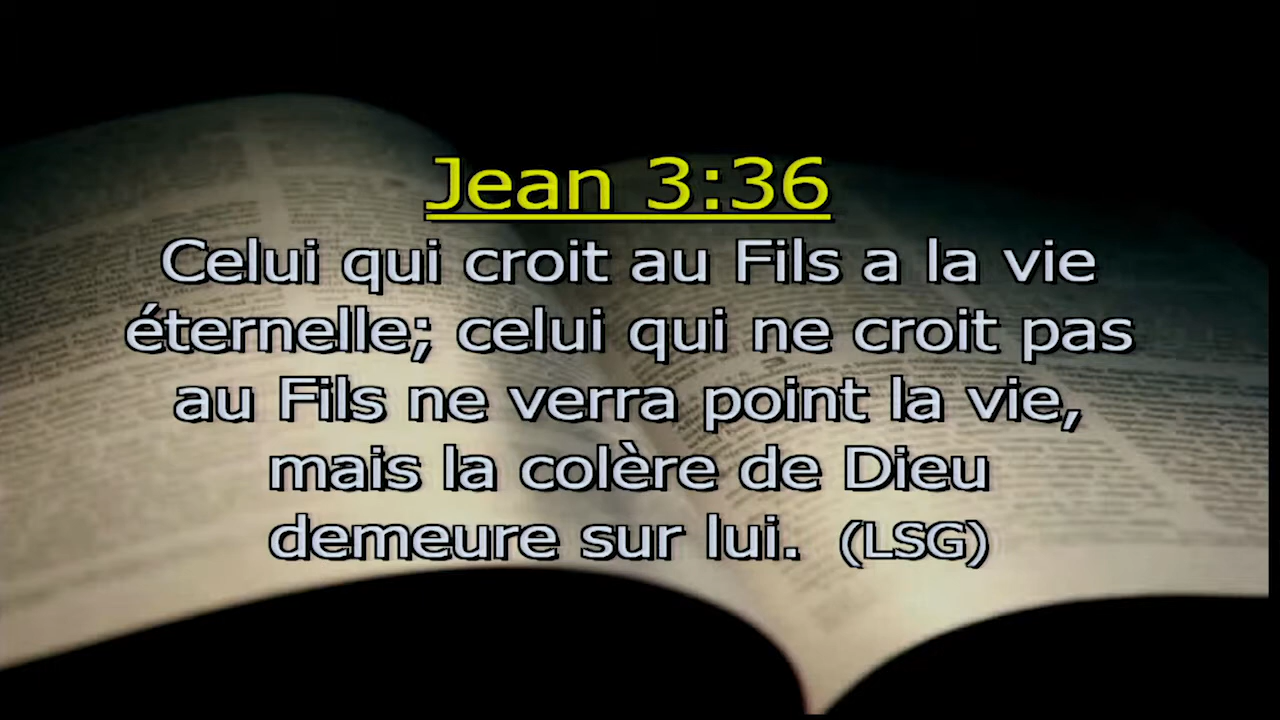 Jean 3:36
Celui qui croit au Fils a la vie
éternelle; celui qui ne croit pas
au Fils ne verra point la vie,
mais la colère de Dieu
demeure sur lui. (LSG)